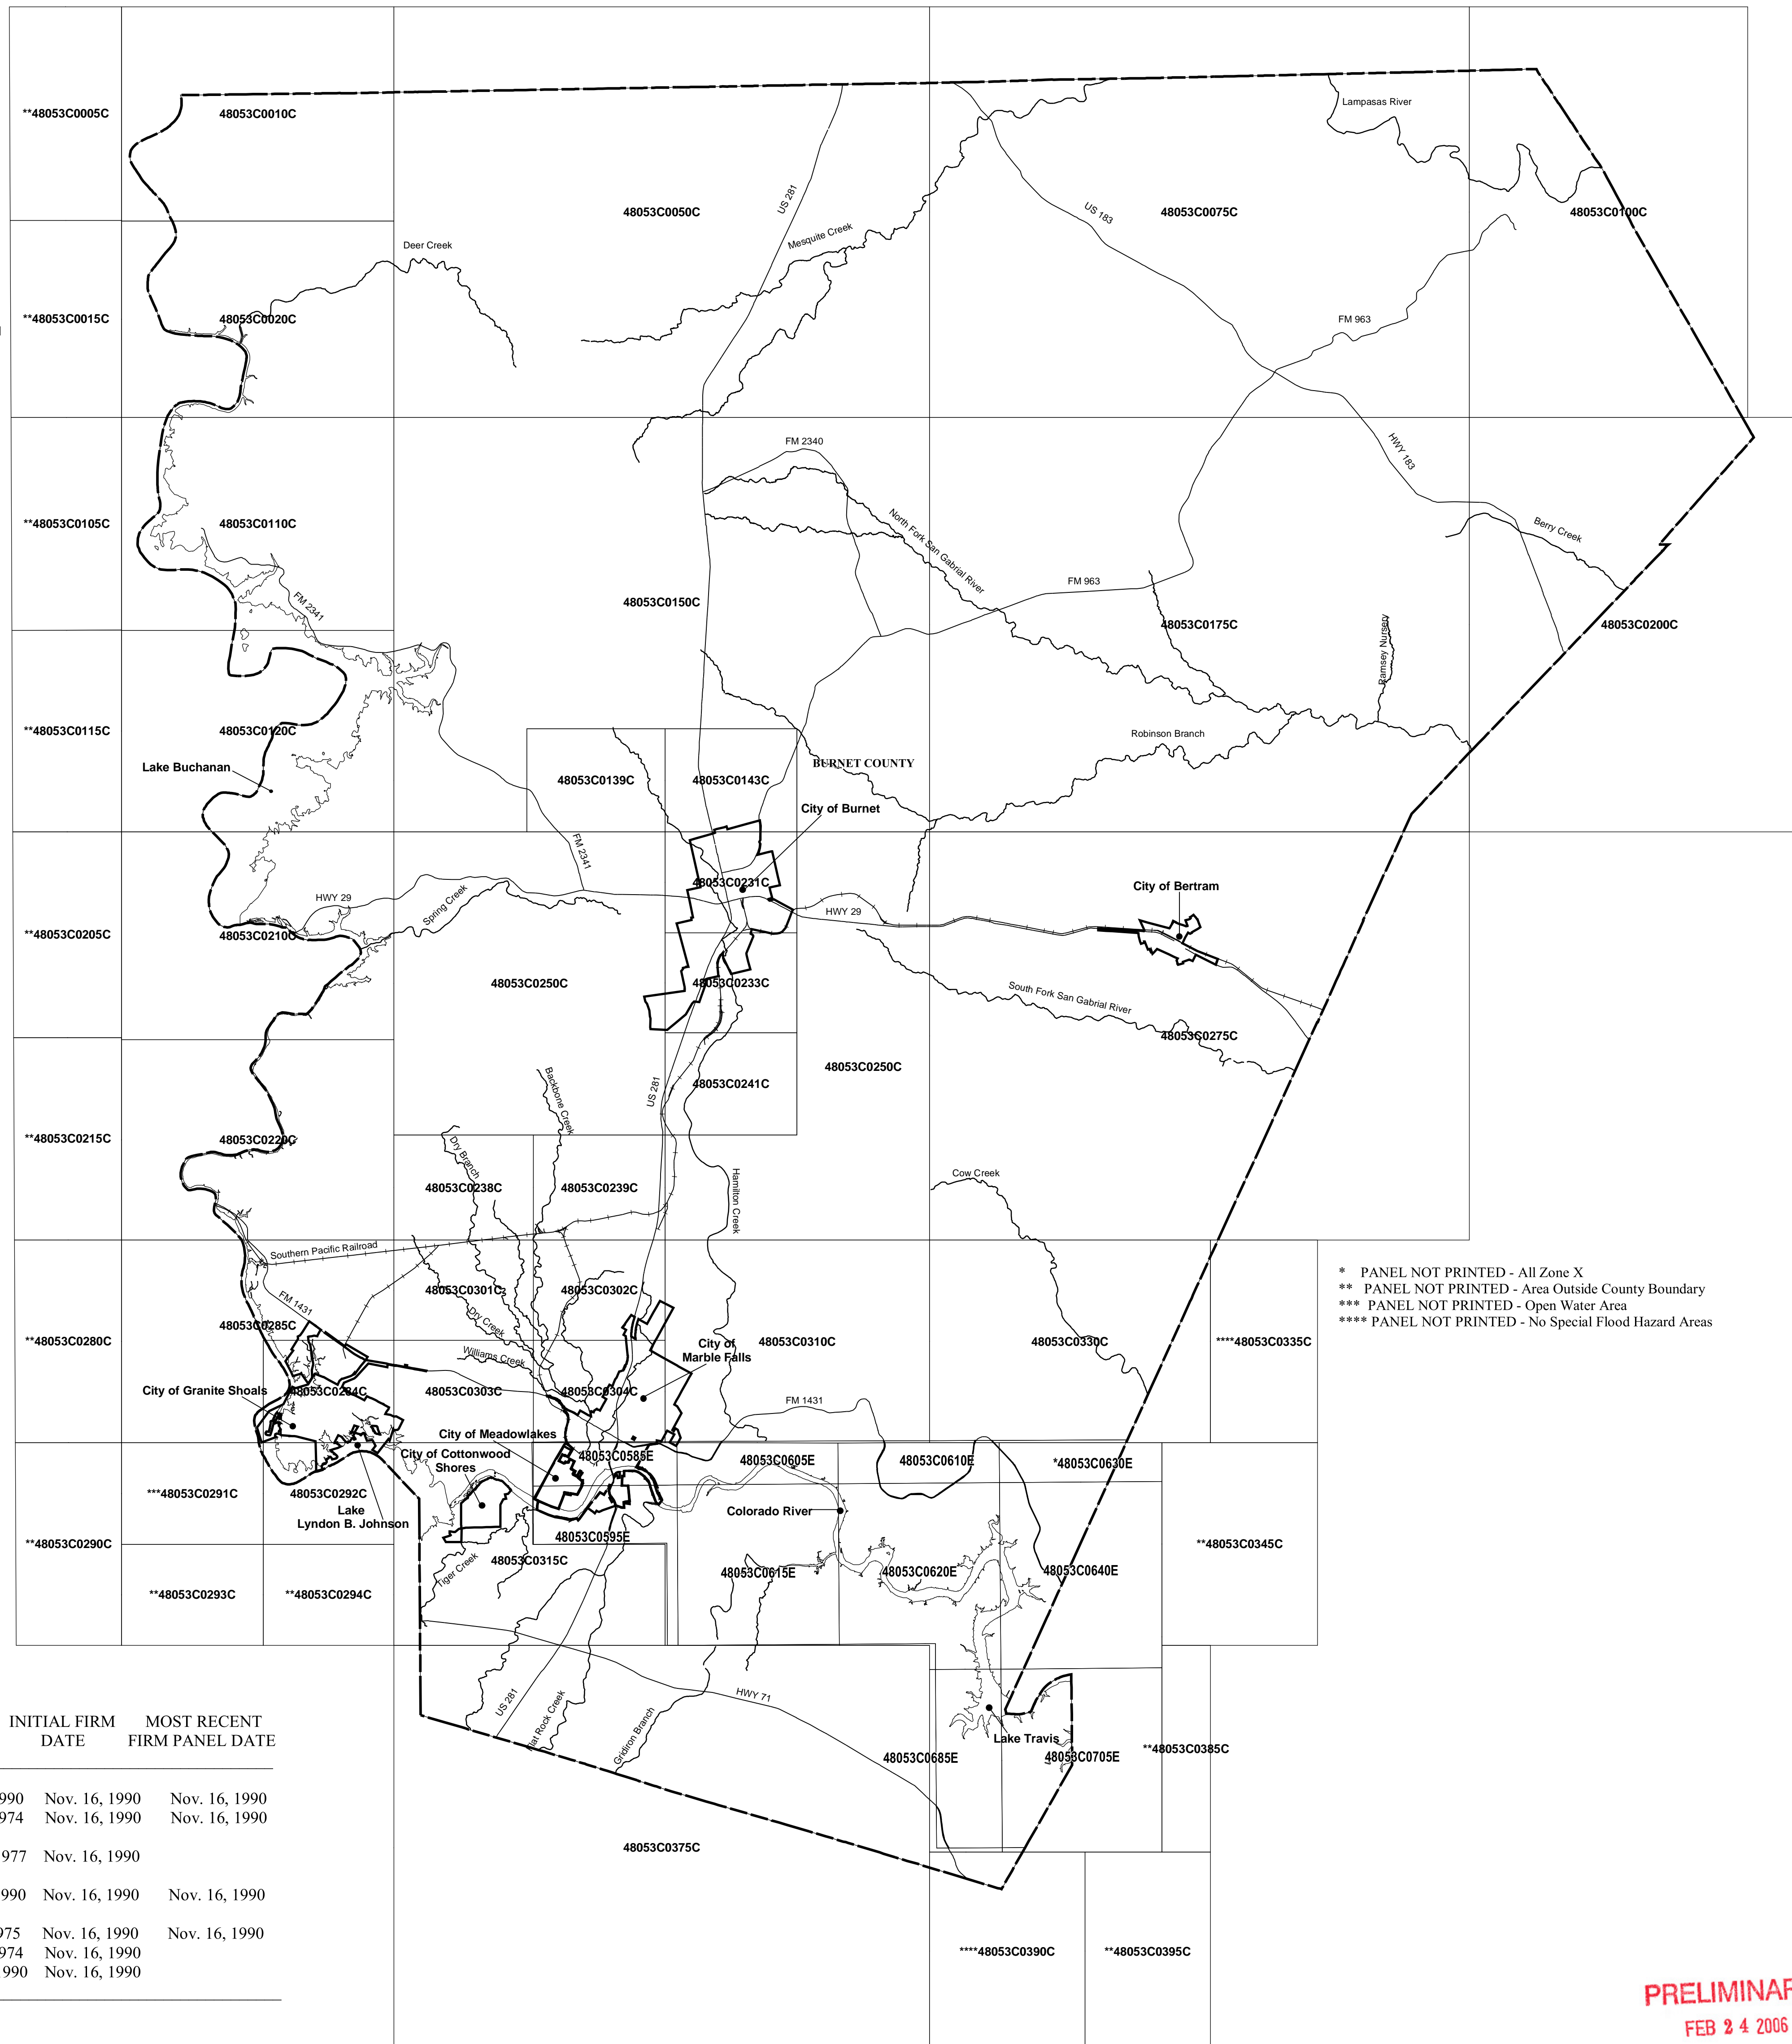 Lampasas River
**48053C0005C
48053C0010C
US 281
48053C0050C
US 183
48053C0075C
48053C0100C
Mesquite Creek
Deer Creek
**48053C0015C
48053C0020C
FM 963
FM 2340
HWY 183
**48053C0105C
48053C0110C
North Fork San Gabrial River
Berry Creek
FM 2341
48053C0150C
FM 963
48053C0175C
48053C0200C
Ramsey Nursery
**48053C0115C
48053C0120C
Robinson Branch
Lake Buchanan
BURNET COUNTY
48053C0139C
48053C0143C
City of Burnet
FM 2341
48053C0231C
City of Bertram
HWY 29
Spring Creek
HWY 29
**48053C0205C
48053C0210C
48053C0250C
48053C0233C
South Fork San Gabrial River
48053C0275C
48053C0250C
Backbone Creek
US 281
48053C0241C
**48053C0215C
48053C0220C
Dry Branch
48053C0238C
48053C0239C
Hamilton Creek
Cow Creek
Southern Pacific Railroad
* PANEL NOT PRINTED - All Zone X
** PANEL NOT PRINTED - Area Outside County Boundary
*** PANEL NOT PRINTED - Open Water Area
**** PANEL NOT PRINTED - No Special Flood Hazard Areas
48053C0301C
48053C0302C
FM 1431
Dry Creek
**48053C0280C
48053C0285C
City of
Marble Falls
48053C0310C
48053C0330C
****48053C0335C
Williams Creek
City of Granite Shoals
48053C0284C
48053C0303C
48053C0304C
FM 1431
City of Meadowlakes
City of Cottonwood
Shores
48053C0585E
48053C0605E
48053C0610E
*48053C0630E
***48053C0291C
48053C0292C
Lake
Lyndon B. Johnson
Colorado River
**48053C0290C
48053C0595E
48053C0315C
**48053C0345C
Tiger Creek
48053C0615E
48053C0620E
48053C0640E
**48053C0293C
**48053C0294C
US 281
Flat Rock Creek
Gridiron Branch
HWY 71
Lake Travis
48053C0685E
48053C0705E
**48053C0385C
INITIAL FIRM MOST RECENT
DATE FIRM PANEL DATE
990 Nov. 16, 1990 Nov. 16, 1990
974 Nov. 16, 1990 Nov. 16, 1990
977 Nov. 16, 1990
990 Nov. 16, 1990 Nov. 16, 1990
975 Nov. 16, 1990 Nov. 16, 1990
974 Nov. 16, 1990
990 Nov. 16, 1990
48053C0375C
****48053C0390C
**48053C0395C
PRELIMINAR
FEB 24 2006